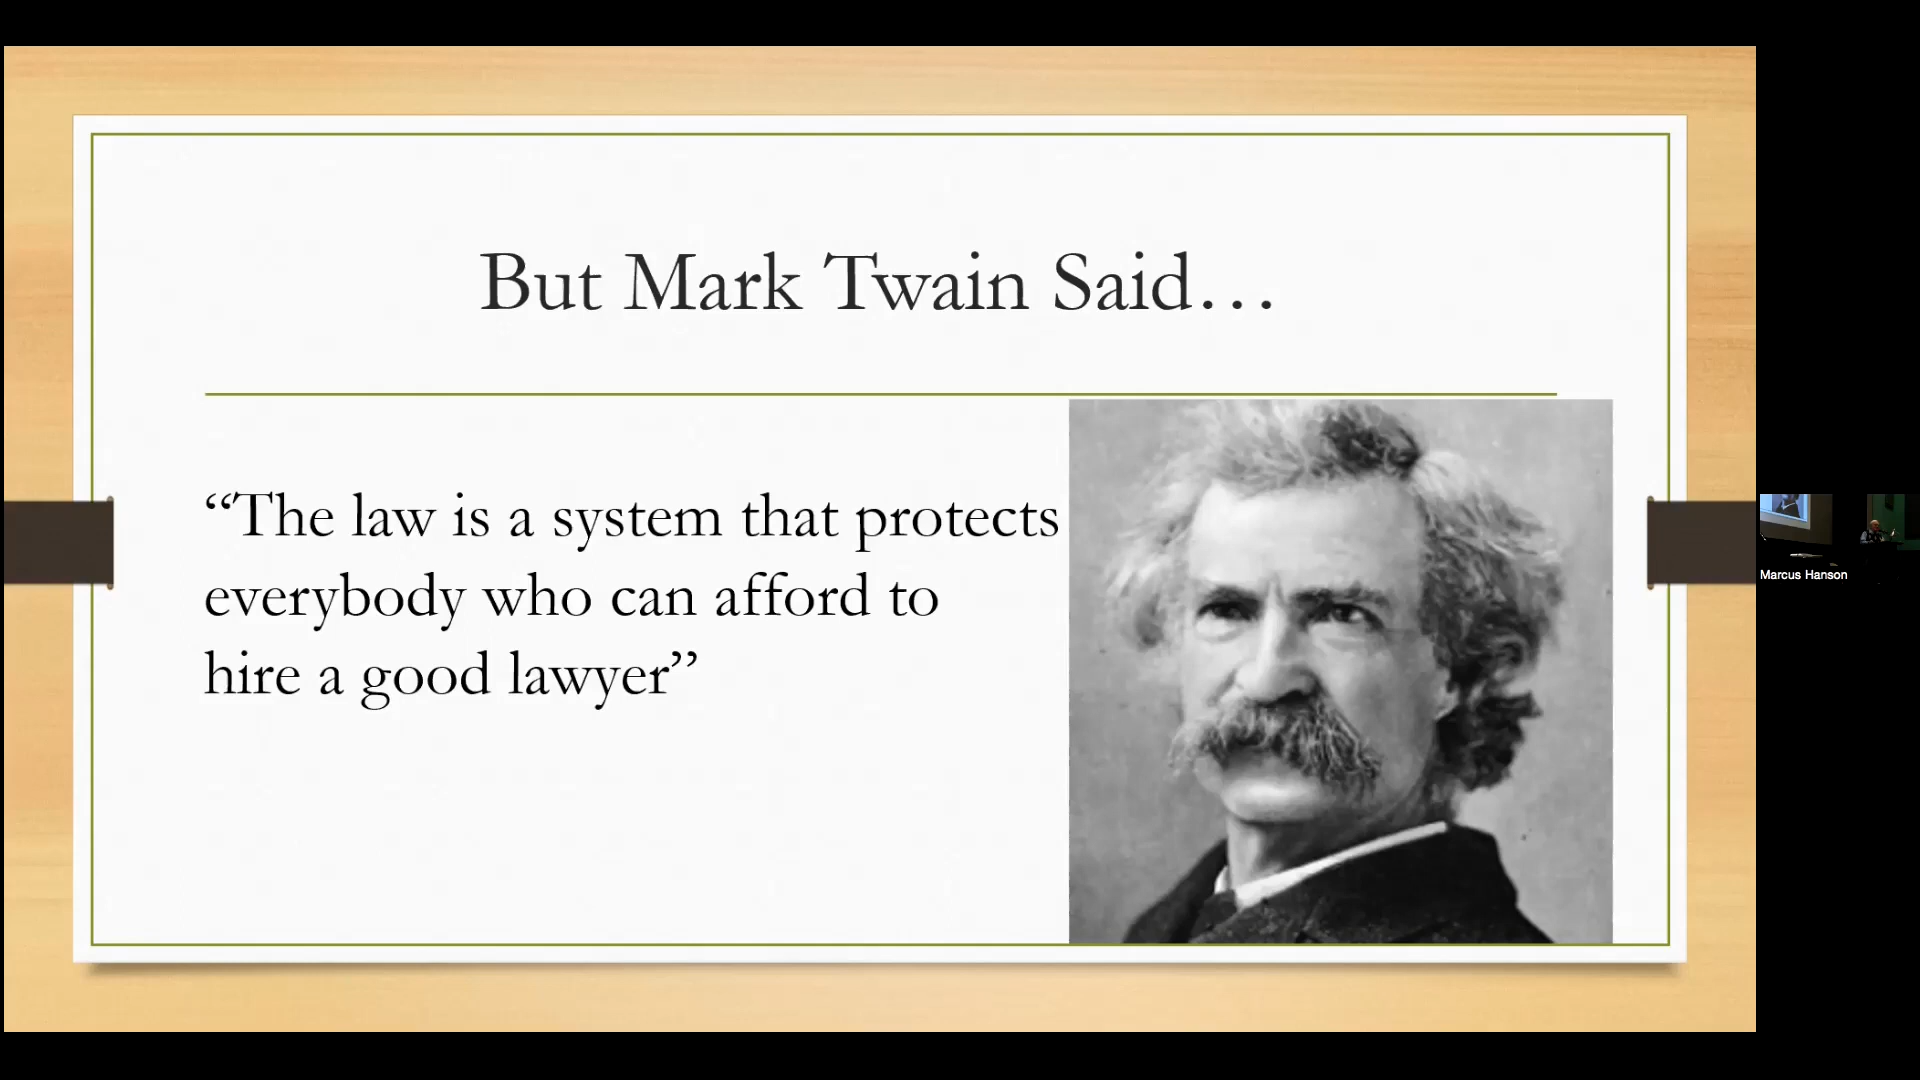 But Mark Twain Said…
“The law is a system that protects
everybody who can afford to
hire a good lawyer”
Marcus Hanson